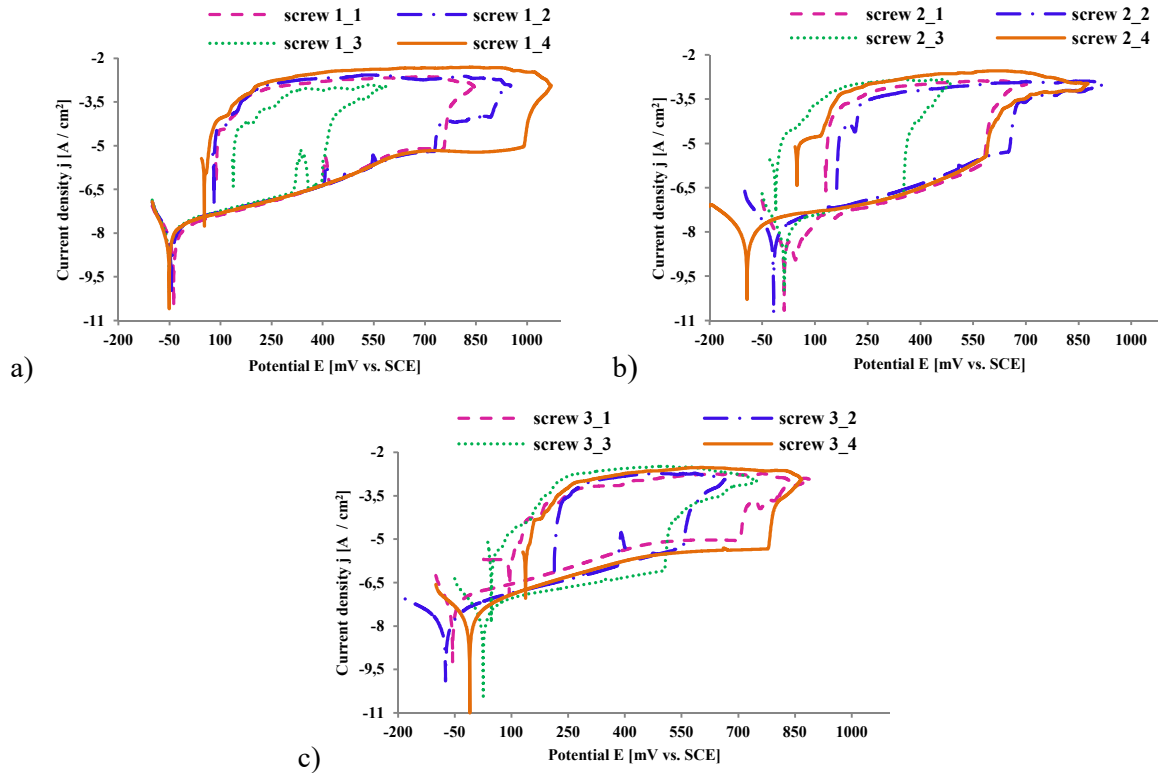 screw 1_1 screw 1_2
screw 1_3 screw 1_4
-2
-3,5
-5
-6,5
-8
-9,5
-11
-200 -50 100 250 400 550 700 850 1000
Current density j [A / cm²]
Potential E [mV vs. SCE]
a)
screw 2_1 screw 2_2
screw 2_3 screw 2_4
-2
-3,5
-5
-6,5
-8
-9,5
-11
-200 -50 100 250 400 550 700 850 1000
Current density j [A / cm²]
Potential E [mV vs. SCE]
b)
screw 3_1 screw 3_2
screw 3_3 screw 3_4
-2
-3,5
-5
-6,5
-8
-9,5
-11
-200 -50 100 250 400 550 700 850 1000
Current density j [A / cm²]
Potential E [mV vs. SCE]
c)